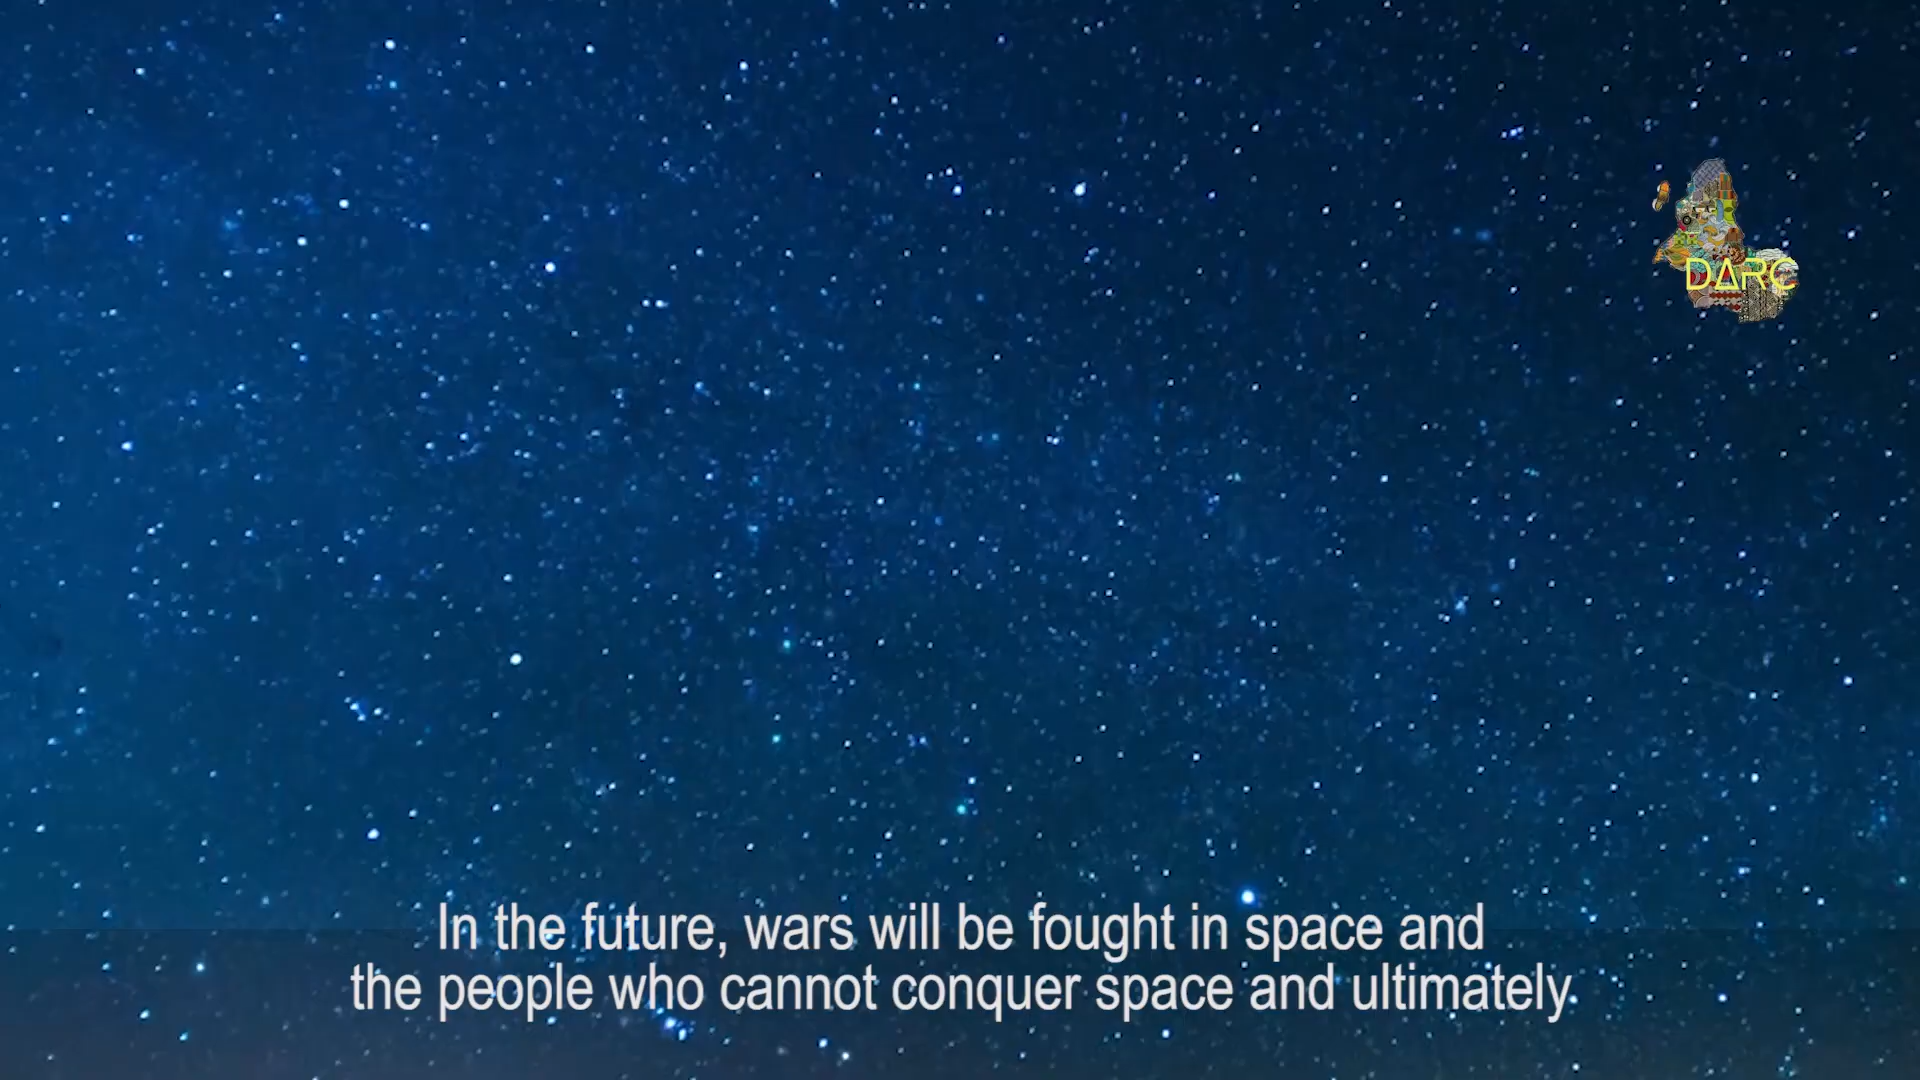 DARC
In the future, wars will be fought in space and
the people who cannot conquer space and ultimately